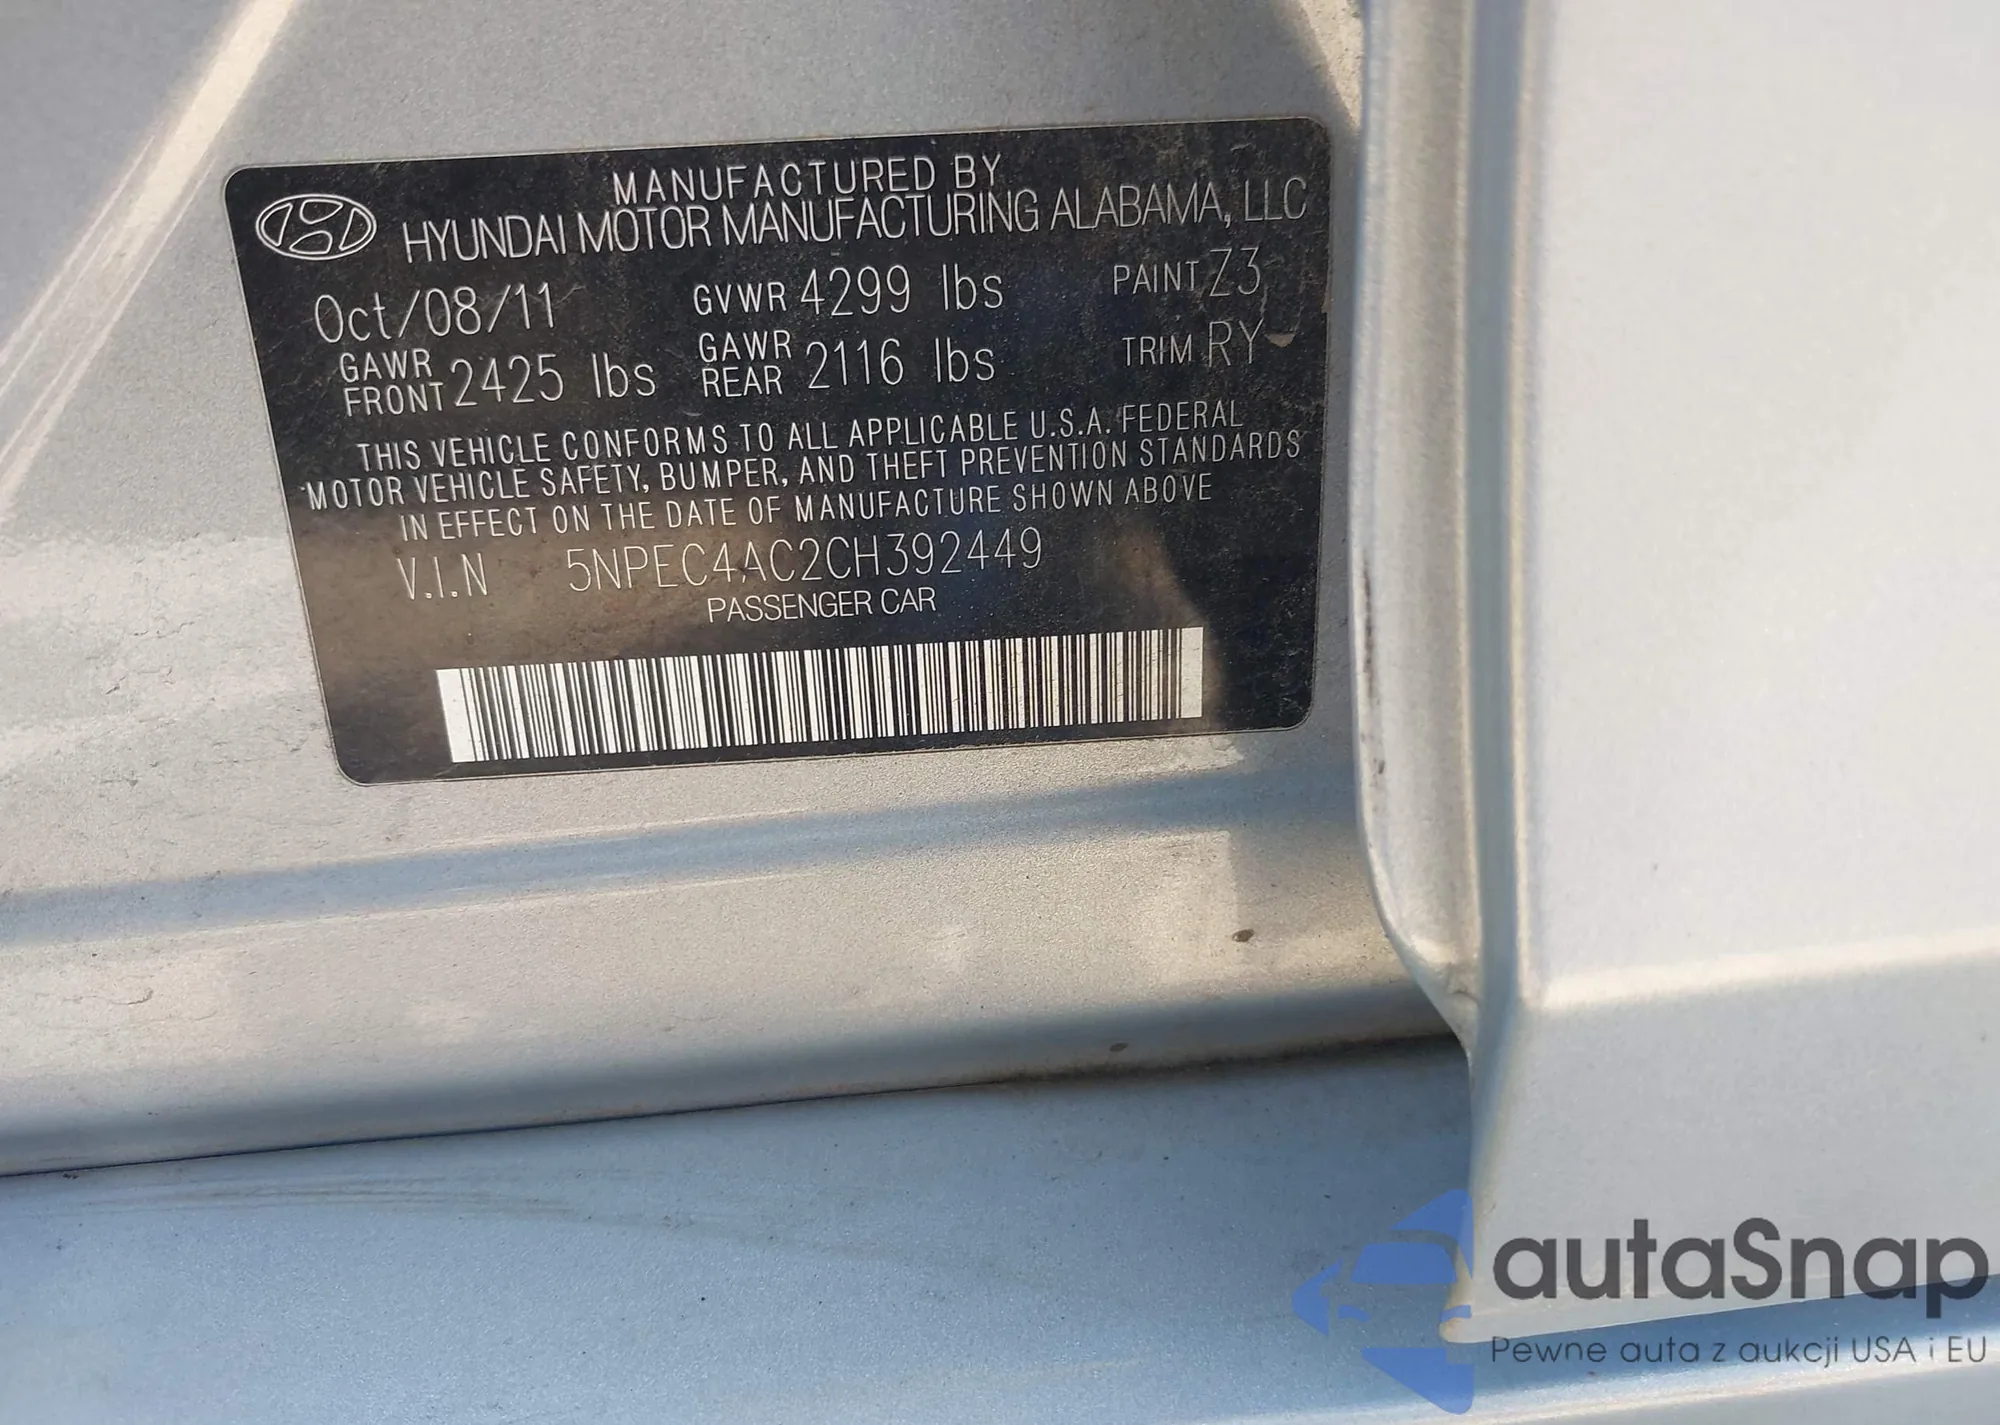 MANUFACTURED BY
HYUNDAI MOTOR MANUFACTURING ALABAMA, LLC
Oct/08/11 GVWR 4299 lbs PAINT Z3
GAWR FRONT 2425 lbs GAWR REAR 2116 lbs TRIM RY
THIS VEHICLE CONFORMS TO ALL APPLICABLE U.S.A. FEDERAL
MOTOR VEHICLE SAFETY, BUMPER, AND THEFT PREVENTION STANDARDS
IN EFFECT ON THE DATE OF MANUFACTURE SHOWN ABOVE
V.I.N 5NPEC4AC2CH392449
PASSENGER CAR
autaSnap
Pewne auta z aukcji USA i EU